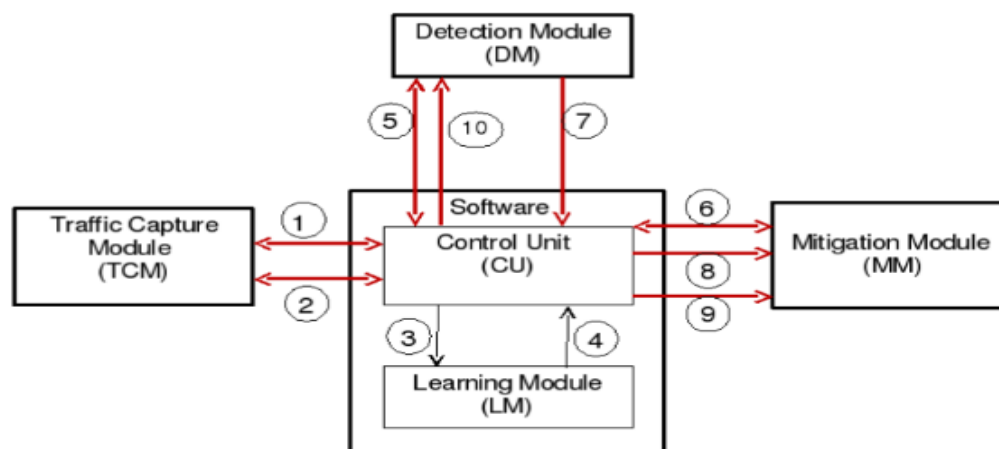 Detection Module
(DM)
5
10
7
Software
Traffic Capture
Module
(TCM)
1
2
Control Unit
(CU)
6
8
9
Mitigation Module
(MM)
3
4
Learning Module
(LM)